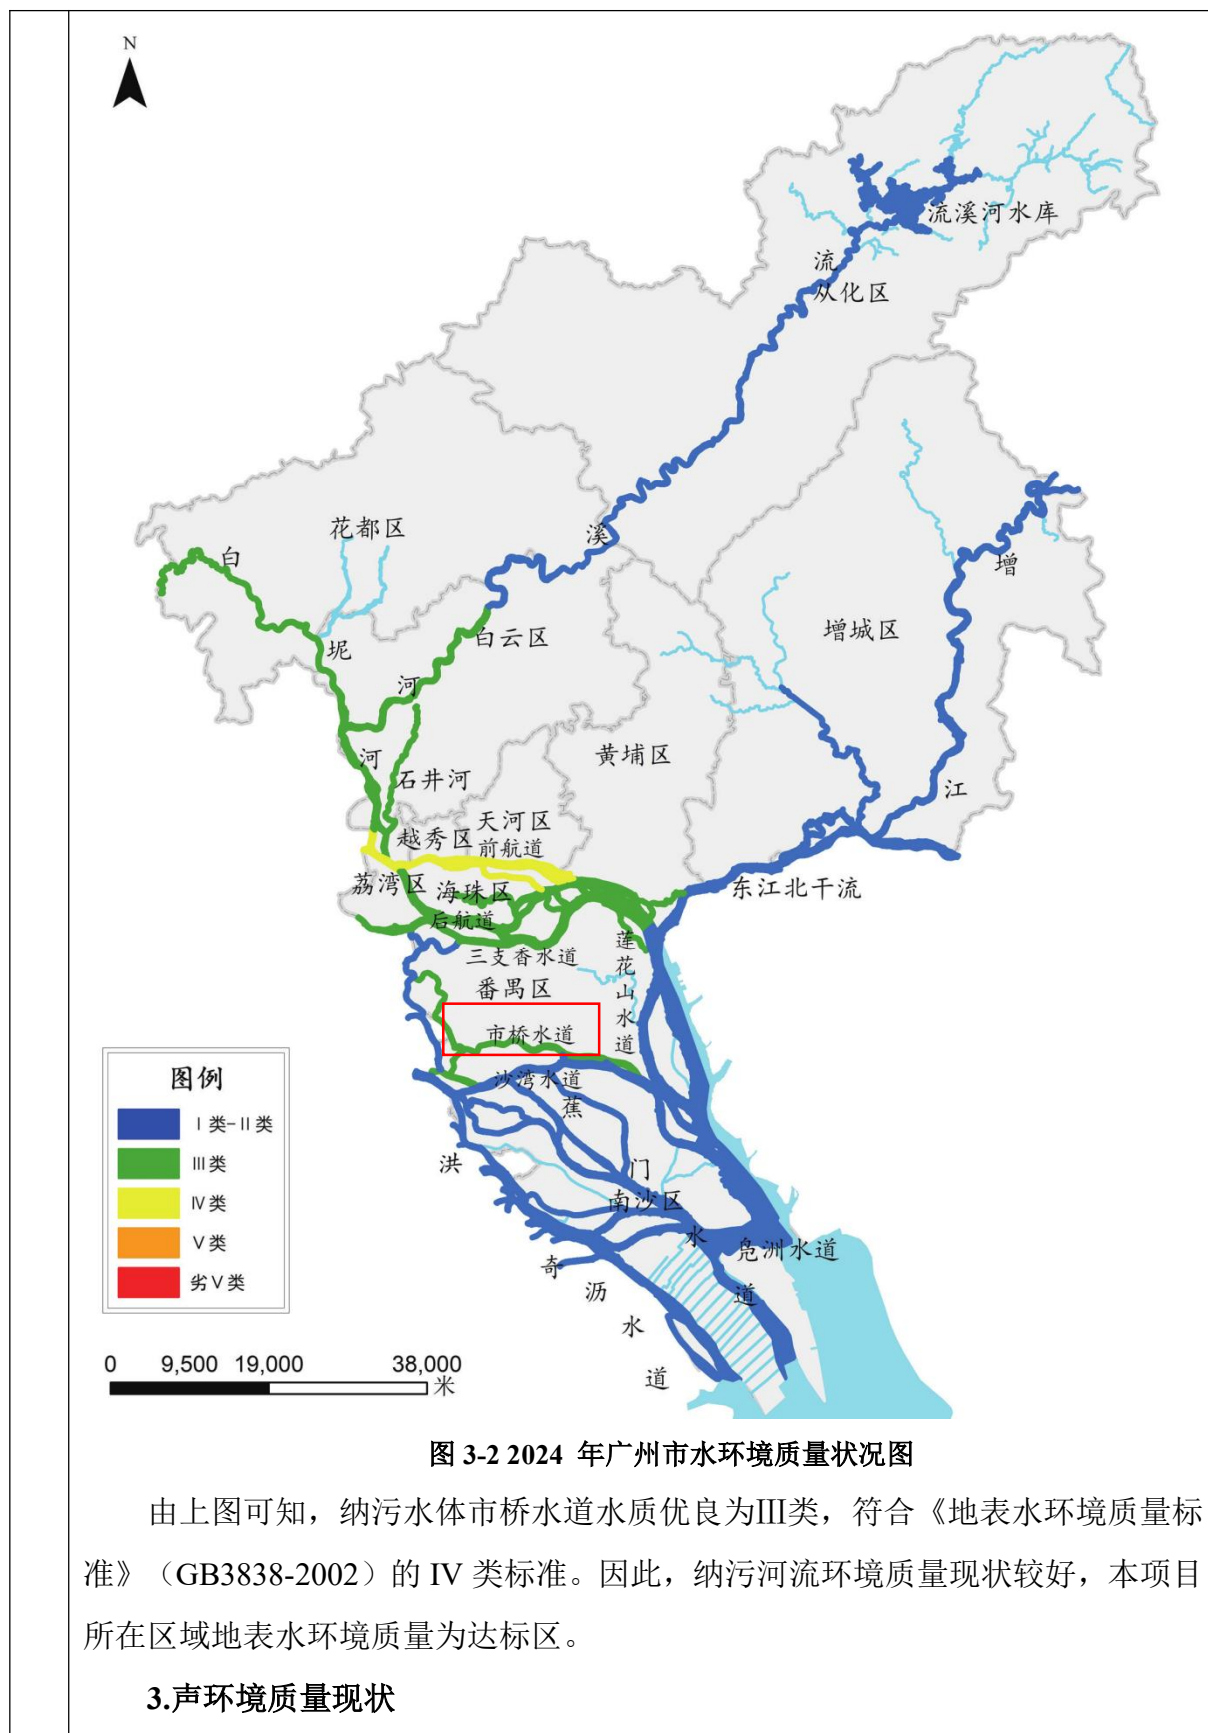 N
流溪河水库
流
从化区
花都区
溪
白
增
坭
白云区
增城区
河
河
石井河
黄埔区
江
越秀区
天河区
前航道
荔湾区
海珠区
东江北干流
后航道
三支香水道
莲花山水道
番禺区
市桥水道
沙湾水道
蕉
图例
Ⅰ类-Ⅱ类
Ⅲ类
Ⅳ类
Ⅴ类
劣Ⅴ类
洪
门
南沙区
水
凫洲水道
奇
道
沥
水
道
0 9,500 19,000 38,000
米
图 3-2 2024 年广州市水环境质量状况图
由上图可知，纳污水体市桥水道水质优良为Ⅲ类，符合《地表水环境质量标
准》（GB3838-2002）的 IV 类标准。因此，纳污河流环境质量现状较好，本项目
所在区域地表水环境质量为达标区。
3.声环境质量现状